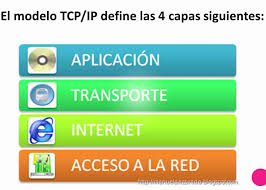 El modelo TCP/IP define las 4 capas siguientes:
APLICACIÓN
TRANSPORTE
INTERNET
ACCESO A LA RED